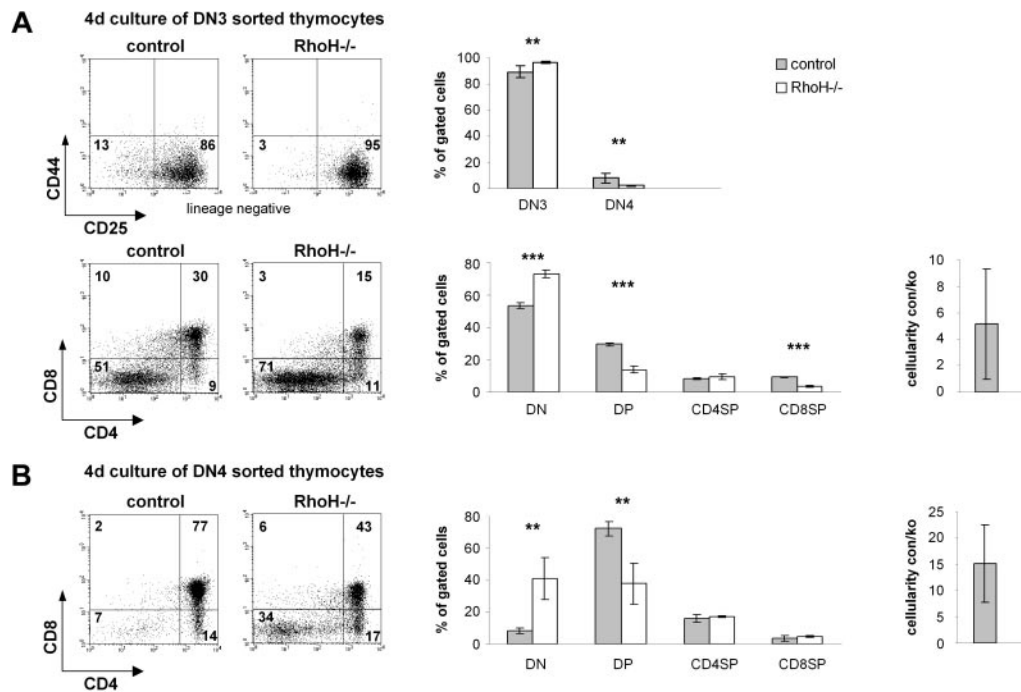 A
4d culture of DN3 sorted thymocytes
control
RhoH-/-
13
86
3
95
CD44
CD25
lineage negative
% of gated cells
100
80
60
40
20
0
**
**
DN3
DN4
control
RhoH-/-
control
RhoH-/-
10
30
3
15
51
9
71
11
CD8
CD4
% of gated cells
80
60
40
20
0
***
***
***
DN
DP
CD4SP
CD8SP
cellularity con/ko
10
8
6
4
2
0
B
4d culture of DN4 sorted thymocytes
control
RhoH-/-
2
77
6
43
7
14
34
17
CD8
CD4
% of gated cells
80
60
40
20
0
**
**
DN
DP
CD4SP
CD8SP
cellularity con/ko
25
20
15
10
5
0